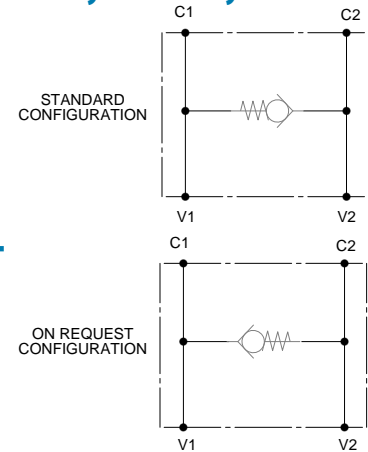 C1 C2
STANDARD
CONFIGURATION
V1 V2
C1 C2
ON REQUEST
CONFIGURATION
V1 V2